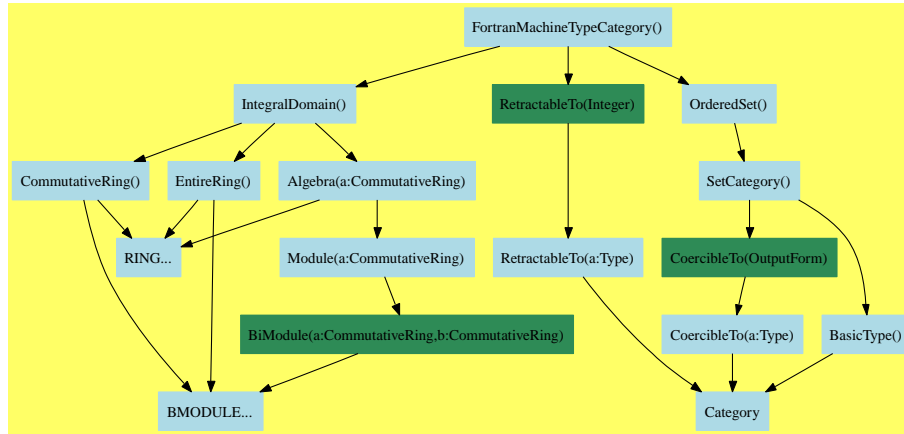 FortranMachineTypeCategory()
IntegralDomain()
RetractableTo(Integer)
OrderedSet()
CommutativeRing()
EntireRing()
Algebra(a:CommutativeRing)
SetCategory()
RING...
Module(a:CommutativeRing)
RetractableTo(a:Type)
CoercibleTo(OutputForm)
BiModule(a:CommutativeRing,b:CommutativeRing)
CoercibleTo(a:Type)
BasicType()
BMODULE...
Category